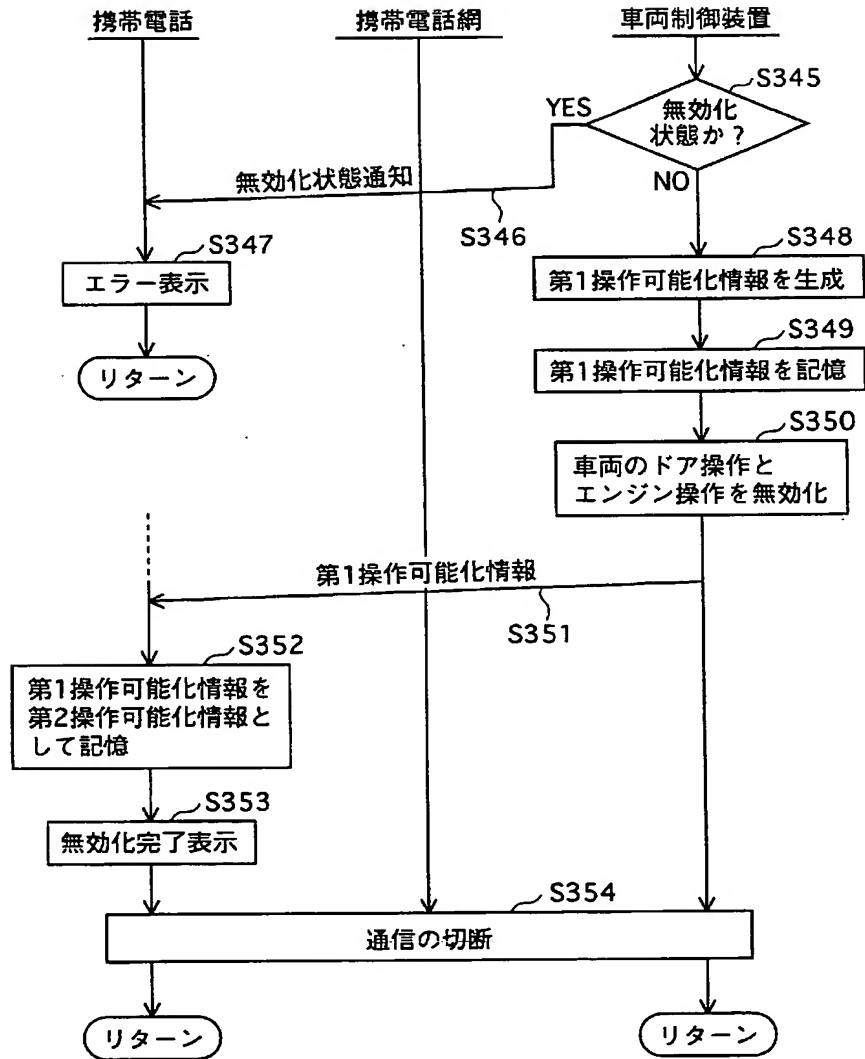 携帯電話
携帯電話網
車両制御装置
S345
YES
無効化
状態か？
無効化状態通知
NO
S346
S347
S348
エラー表示
第1操作可能化情報を生成
S349
リターン
第1操作可能化情報を記憶
S350
車両のドア操作と
エンジン操作を無効化
第1操作可能化情報
S351
S352
第1操作可能化情報を
第2操作可能化情報と
して記憶
S353
無効化完了表示
S354
通信の切断
リターン
リターン